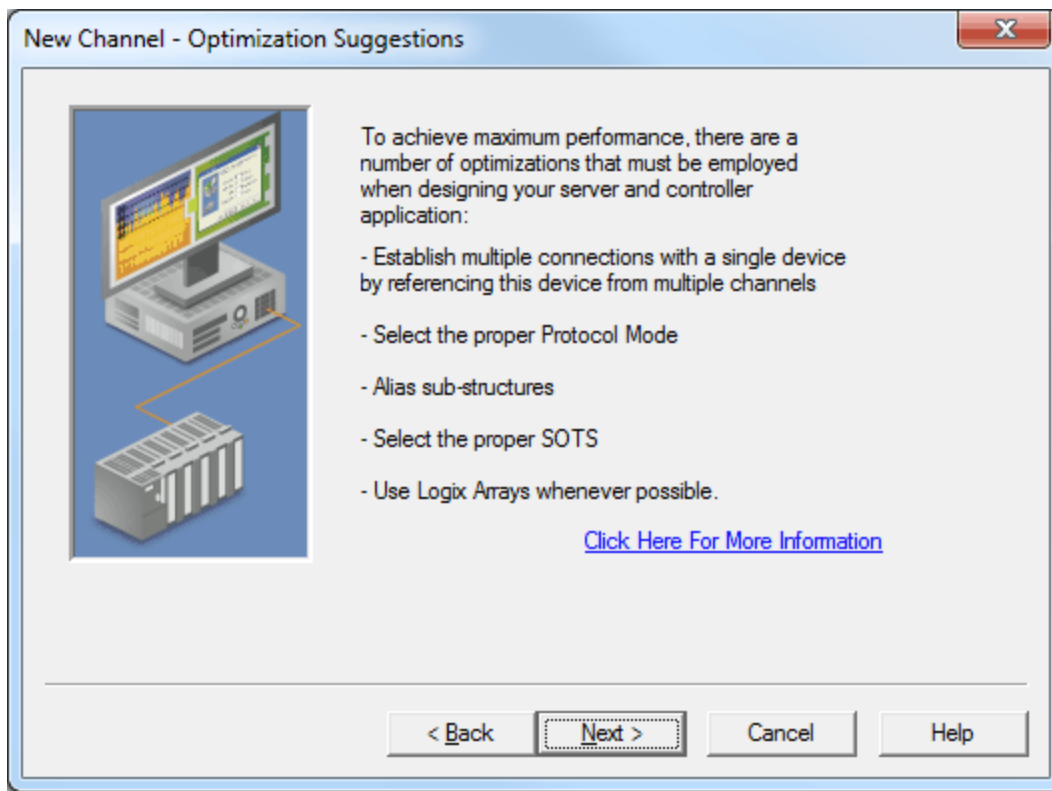 New Channel - Optimization Suggestions
To achieve maximum performance, there are a
number of optimizations that must be employed
when designing your server and controller
application:
- Establish multiple connections with a single device
by referencing this device from multiple channels
- Select the proper Protocol Mode
- Alias sub-structures
- Select the proper SOTS
- Use Logix Arrays whenever possible.
Click Here For More Information
< Back Next > Cancel Help